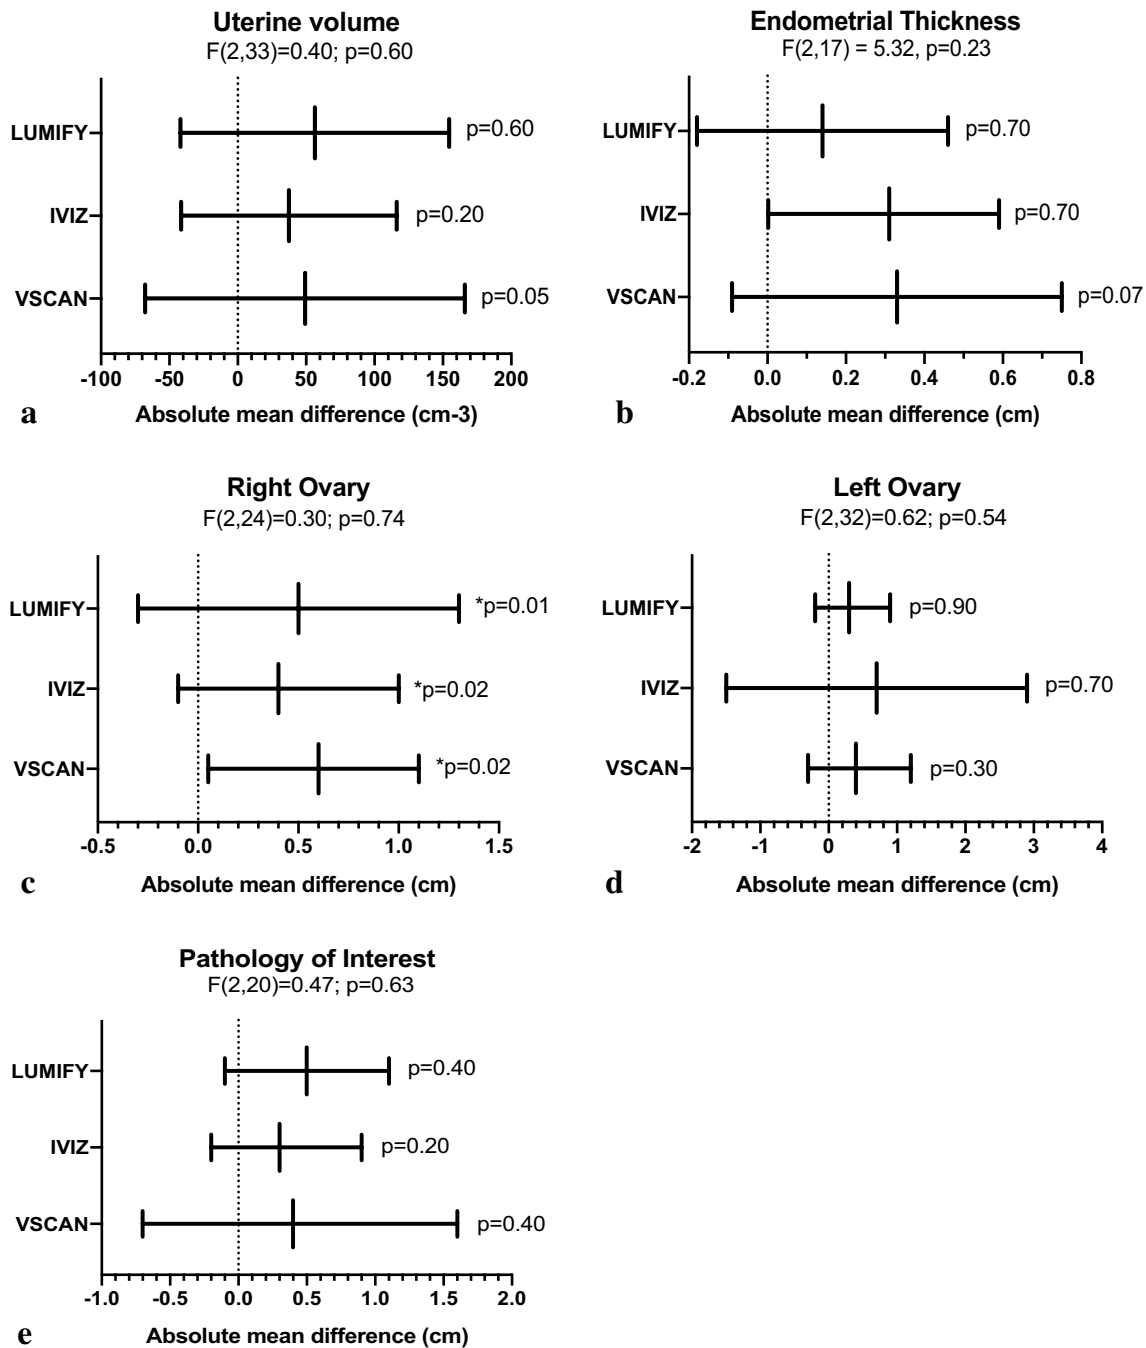 Uterine volume
F(2,33)=0.40; p=0.60
LUMIFY
p=0.60
IVIZ
p=0.20
VSCAN
p=0.05
-100 -50 0 50 100 150 200
a
Absolute mean difference (cm-3)
Endometrial Thickness
F(2,17) = 5.32, p=0.23
LUMIFY
p=0.70
IVIZ
p=0.70
VSCAN
p=0.07
-0.2 0.0 0.2 0.4 0.6 0.8
b
Absolute mean difference (cm)
Right Ovary
F(2,24)=0.30; p=0.74
LUMIFY
*p=0.01
IVIZ
*p=0.02
VSCAN
*p=0.02
-0.5 0.0 0.5 1.0 1.5
c
Absolute mean difference (cm)
Left Ovary
F(2,32)=0.62; p=0.54
LUMIFY
p=0.90
IVIZ
p=0.70
VSCAN
p=0.30
-2 -1 0 1 2 3 4
d
Absolute mean difference (cm)
Pathology of Interest
F(2,20)=0.47; p=0.63
LUMIFY
p=0.40
IVIZ
p=0.20
VSCAN
p=0.40
-1.0 -0.5 0.0 0.5 1.0 1.5 2.0
e
Absolute mean difference (cm)